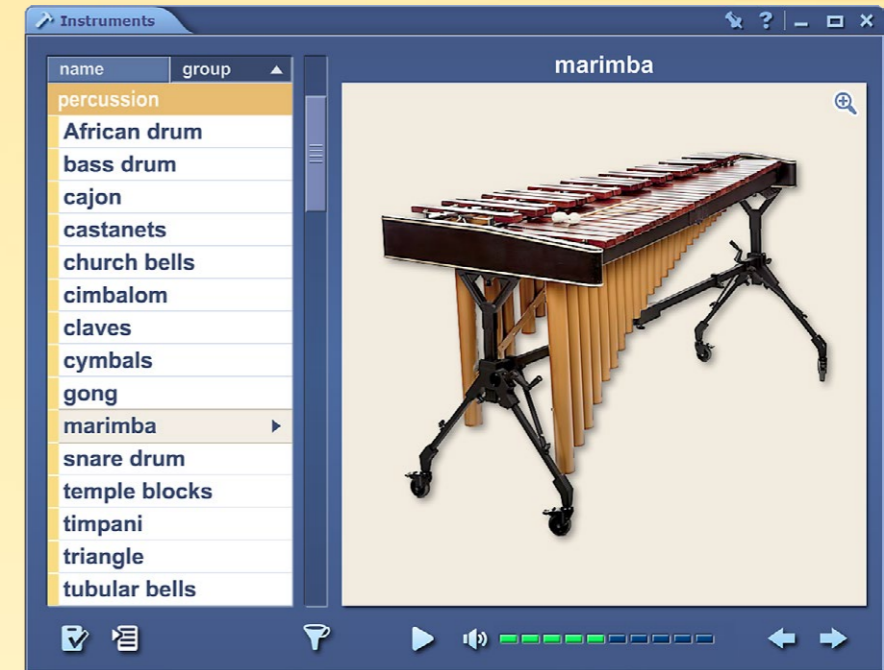 Instruments
?
name group
marimba
percussion
African drum
bass drum
cajon
castanets
church bells
cimbalom
claves
cymbals
gong
marimba
snare drum
temple blocks
timpani
triangle
tubular bells